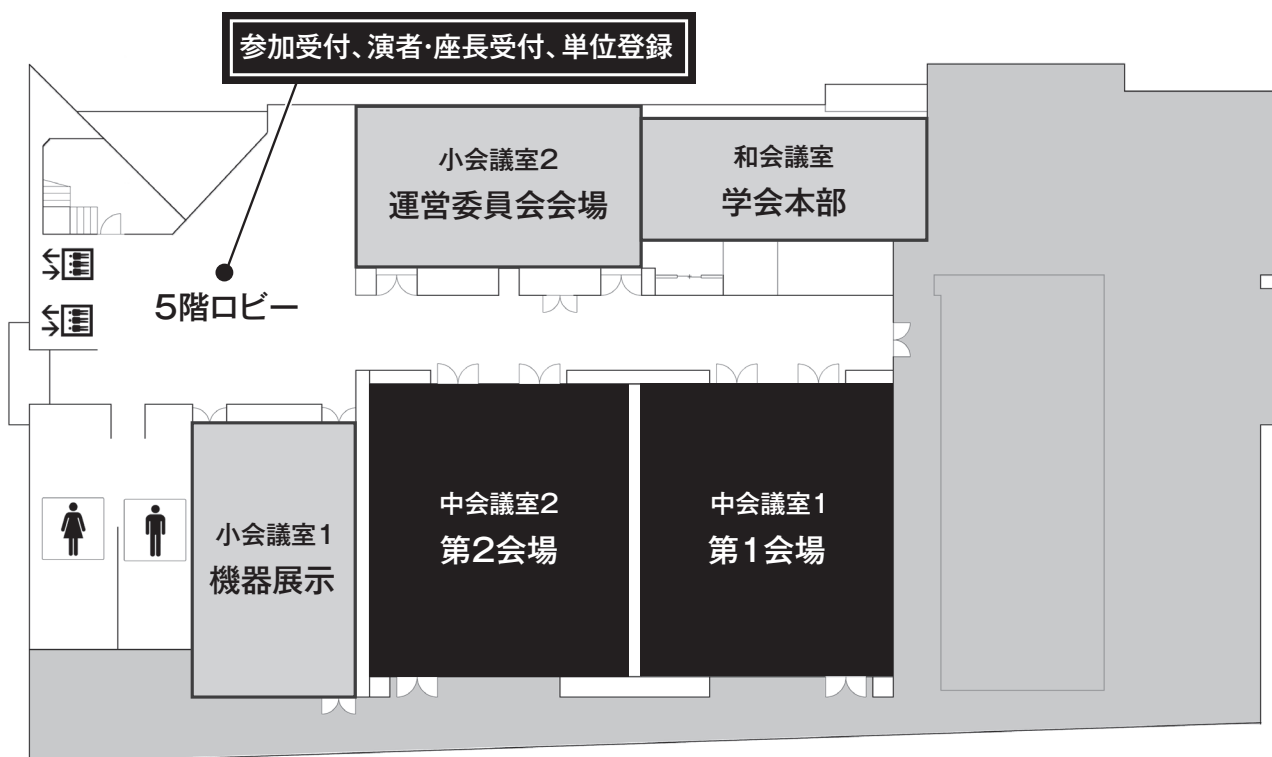 参加受付、演者・座長受付、単位登録
小会議室2
運営委員会会場
和会議室
学会本部
5階ロビー
小会議室1
機器展示
中会議室2
第2会場
中会議室1
第1会場